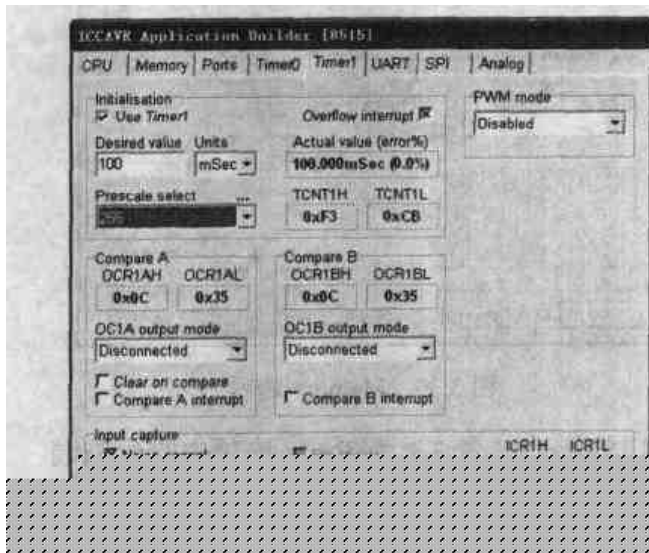 ICCAVR Application Builder [8515]
CPU Memory Ports Timer0 Timer1 UART SPI Analog
Initialisation
Use Timer1
Overflow interrupt
Desired value Units
Actual value (error%)
100 mSec
100.000mSec (0.0%)
Prescale select ...
TCNT1H TCNT1L
256
0xF3 0xCB
PWM mode
Disabled
Compare A
OCR1AH OCR1AL
0x0C 0x35
OC1A output mode
Disconnected
Clear on compare
Compare A interrupt
Compare B
OCR1BH OCR1BL
0x0C 0x35
OC1B output mode
Disconnected
Compare B interrupt
Input capture
ICR1H ICR1L